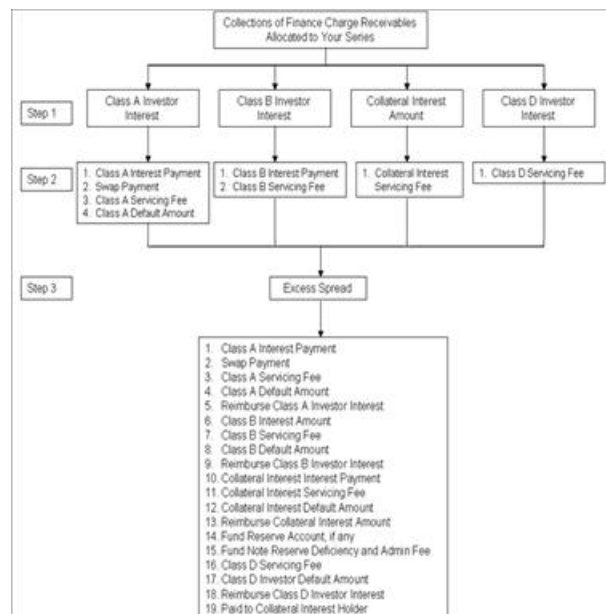 Collections of Finance Charge Receivables
Allocated to Your Series
Step 1
Class A Investor
Interest
Class B Investor
Interest
Collateral Interest
Amount
Class D Investor
Interest
Step 2
1. Class A Interest Payment
2. Swap Payment
3. Class A Servicing Fee
4. Class A Default Amount
1. Class B Interest Payment
2. Class B Servicing Fee
1. Collateral Interest
Servicing Fee
1. Class D Servicing Fee
Step 3
Excess Spread
1. Class A Interest Payment
2. Swap Payment
3. Class A Servicing Fee
4. Class A Default Amount
5. Reimburse Class A Investor Interest
6. Class B Interest Amount
7. Class B Servicing Fee
8. Class B Default Amount
9. Reimburse Class B Investor Interest
10. Collateral Interest Interest Payment
11. Collateral Interest Servicing Fee
12. Collateral Interest Default Amount
13. Reimburse Collateral Interest Amount
14. Fund Reserve Account, if any
15. Fund Note Reserve Deficiency and Admin Fee
16. Class D Servicing Fee
17. Class D Investor Default Amount
18. Reimburse Class D Investor Interest
19. Paid to Collateral Interest Holder